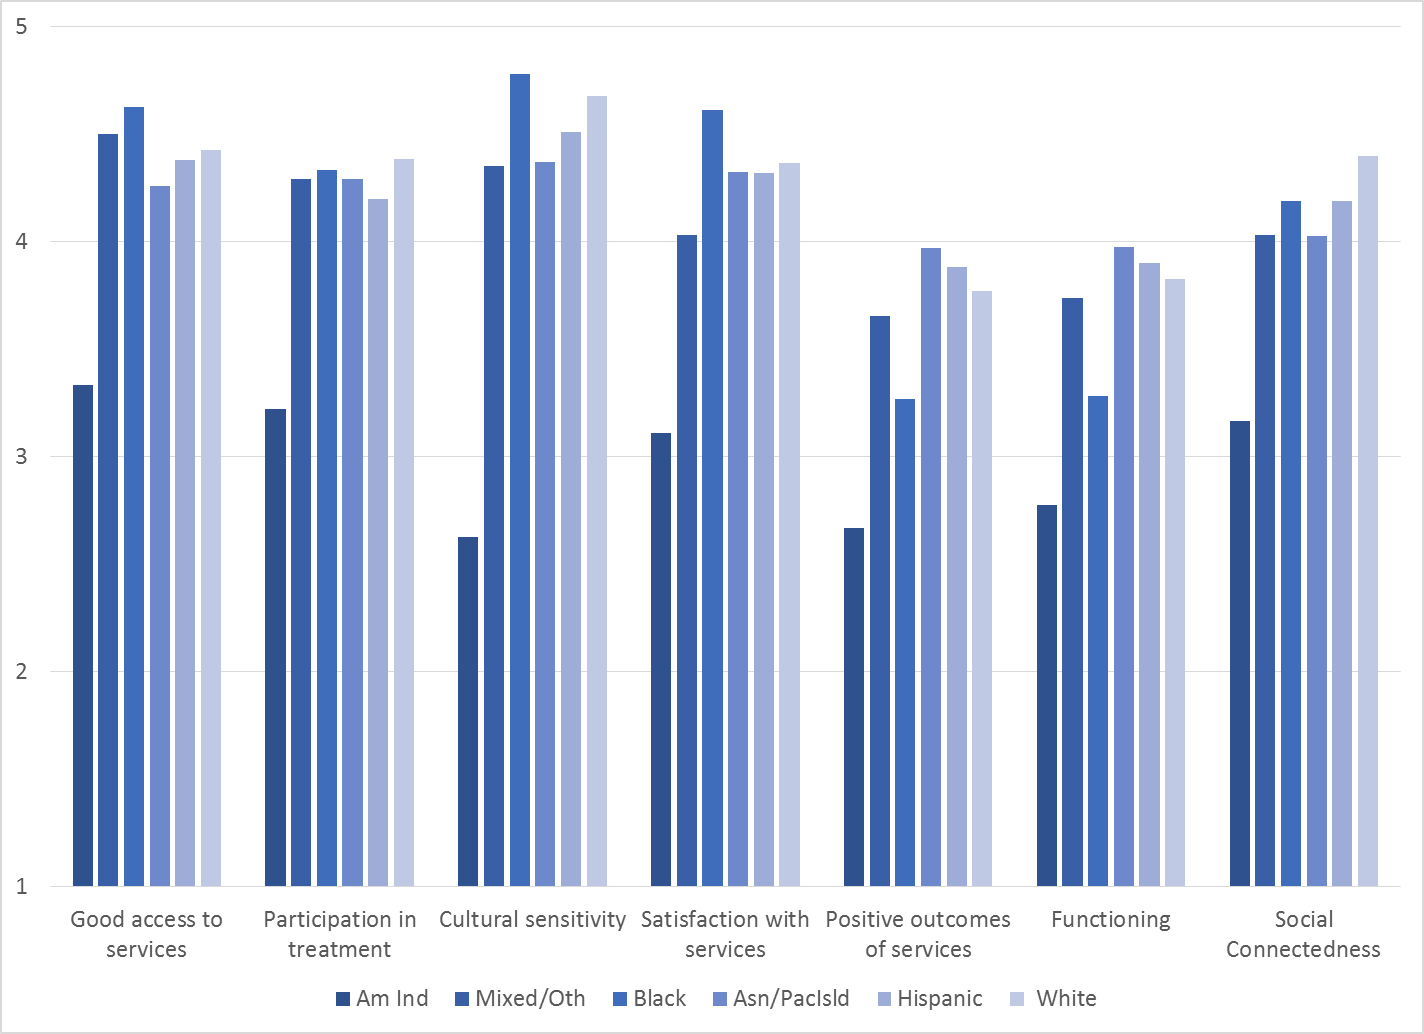 5
4
3
2
1
Good access to services
Participation in treatment
Cultural sensitivity
Satisfaction with services
Positive outcomes of services
Functioning
Social Connectedness
Am Ind
Mixed/Oth
Black
Asn/PacIsld
Hispanic
White